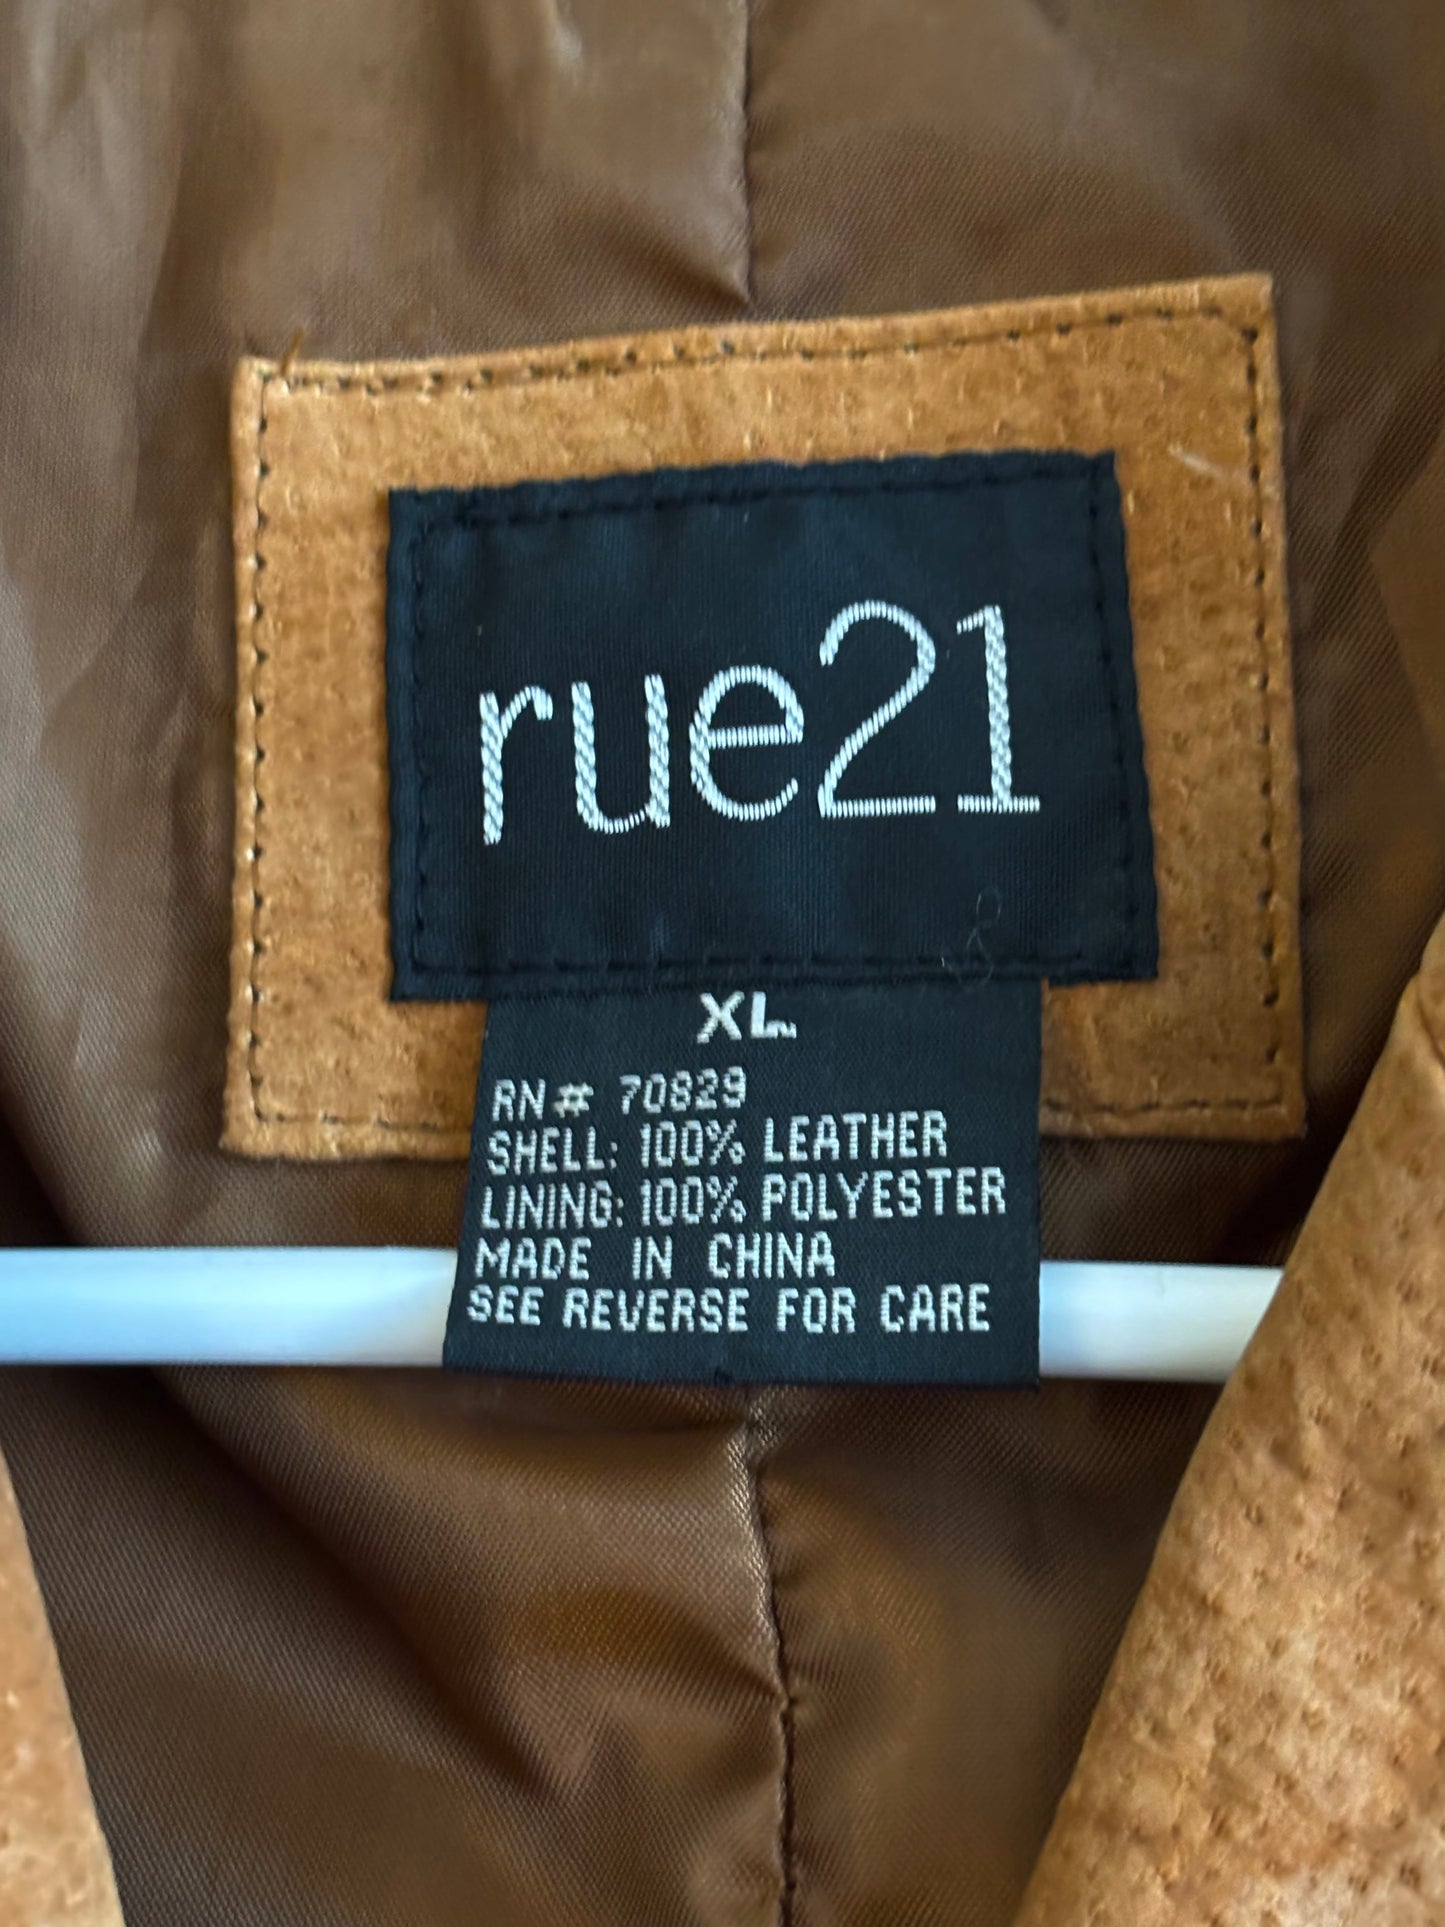 rue21
XL
RN# 70829
SHELL: 100% LEATHER
LINING: 100% POLYESTER
MADE IN CHINA
SEE REVERSE FOR CARE